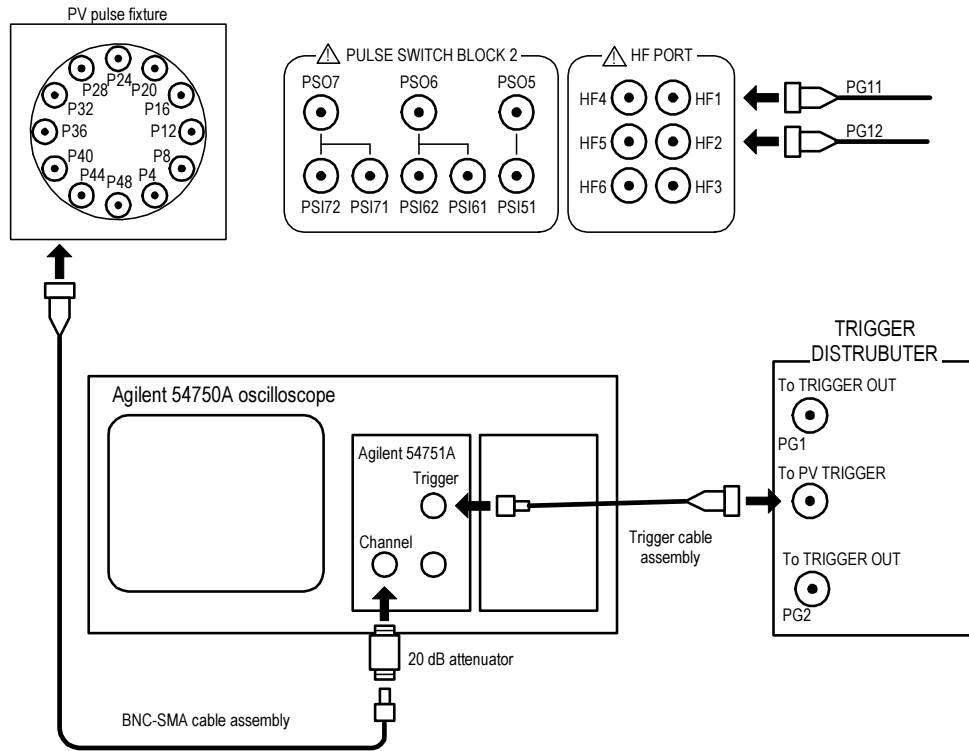 PV pulse fixture
P24
P28
P20
P32
P16
P36
P12
P40
P8
P44
P4
P48
PULSE SWITCH BLOCK 2
PSO7
PSO6
PSO5
PSI72
PSI71
PSI62
PSI61
PSI51
HF PORT
HF4
HF1
HF5
HF2
HF6
HF3
PG11
PG12
Agilent 54750A oscilloscope
Agilent 54751A
Trigger
Channel
Trigger cable
assembly
TRIGGER
DISTRUBUTER
To TRIGGER OUT
PG1
To PV TRIGGER
To TRIGGER OUT
PG2
20 dB attenuator
BNC-SMA cable assembly